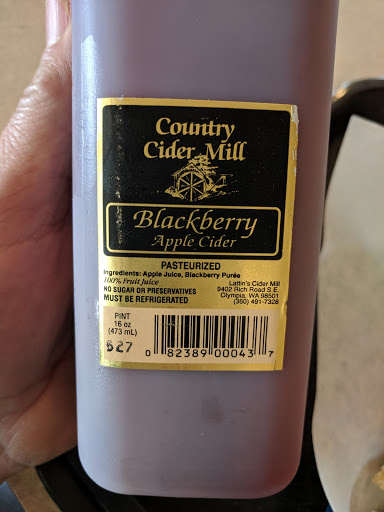 Country
Cider Mill
Blackberry
Apple Cider
PASTEURIZED
Ingredients: Apple Juice, Blackberry Purée
100% Fruit Juice
NO SUGAR OR PRESERVATIVES
MUST BE REFRIGERATED
Lattin's Cider Mill
9402 Rich Road S.E.
Olympia, WA 98501
(360) 491-7328
PINT
16 oz
(473 mL)
527
0 82389 00043 7